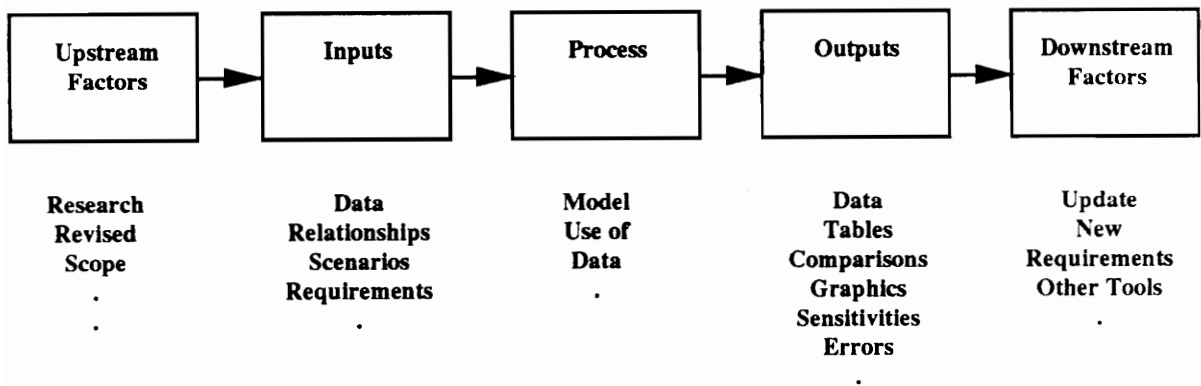 Upstream
Factors
Inputs
Process
Outputs
Downstream
Factors
Research
Revised
Scope
.
.
Data
Relationships
Scenarios
Requirements
.
Model
Use of
Data
.
Data
Tables
Comparisons
Graphics
Sensitivities
Errors
.
Update
New
Requirements
Other Tools
.